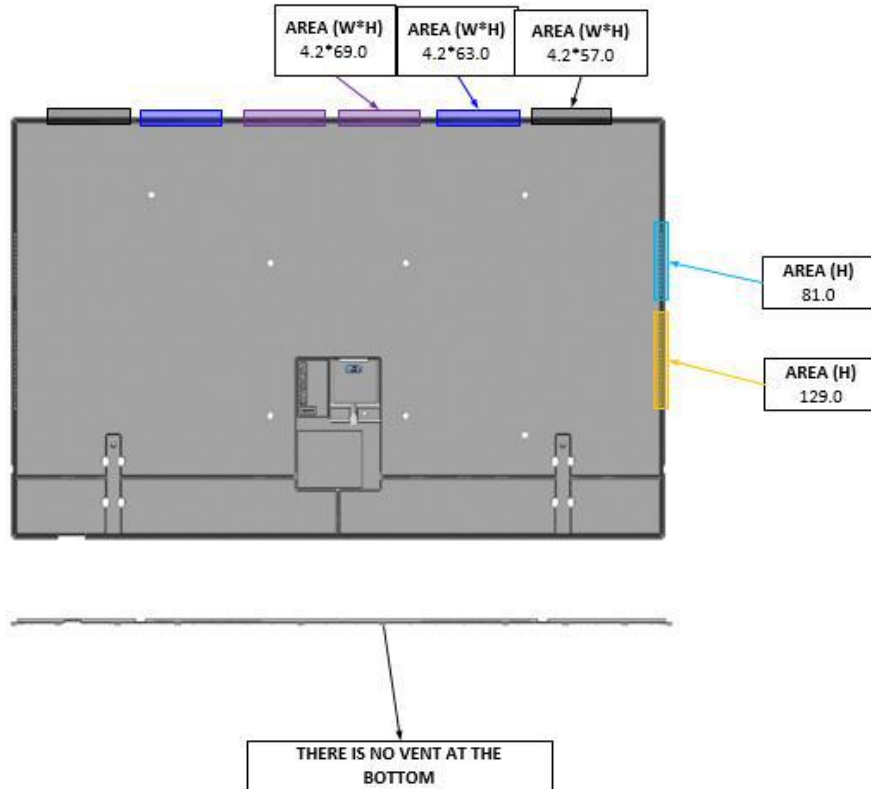 AREA (W*H)
4.2*69.0
AREA (W*H)
4.2*63.0
AREA (W*H)
4.2*57.0
AREA (H)
81.0
AREA (H)
129.0
THERE IS NO VENT AT THE
BOTTOM